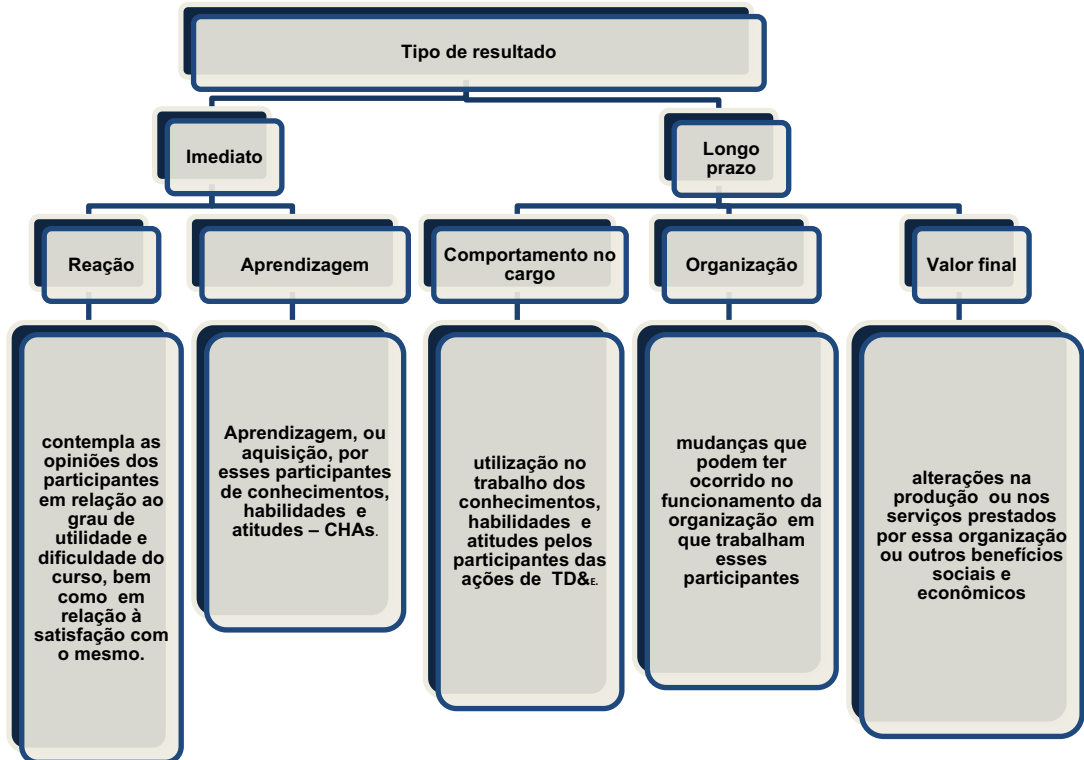 Tipo de resultado
Imediato
Longo
prazo
Reação
Aprendizagem
Comportamento no
cargo
Organização
Valor final
contempla as
opiniões dos
participantes
em relação ao
grau de
utilidade e
dificuldade do
curso, bem
como em
relação à
satisfação com
o mesmo.
Aprendizagem, ou
aquisição, por
esses participantes
de conhecimentos,
habilidades e
atitudes – CHAs.
utilização no
trabalho dos
conhecimentos,
habilidades e
atitudes pelos
participantes das
ações de TD&E.
mudanças que
podem ter
ocorrido no
funcionamento da
organização em
que trabalham
esses
participantes
alterações na
produção ou nos
serviços prestados
por essa organização
ou outros benefícios
sociais e
econômicos